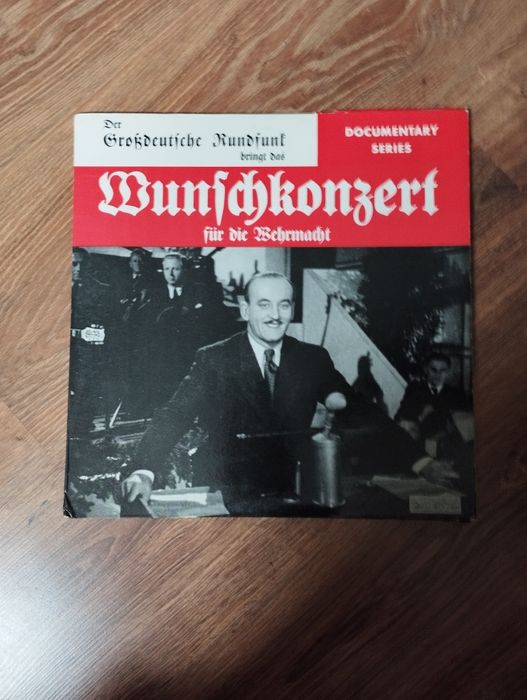 Der
Großdeutsche Rundfunk
bringt das
DOCUMENTARY
SERIES
Wunschkonzert
für die Wehrmacht